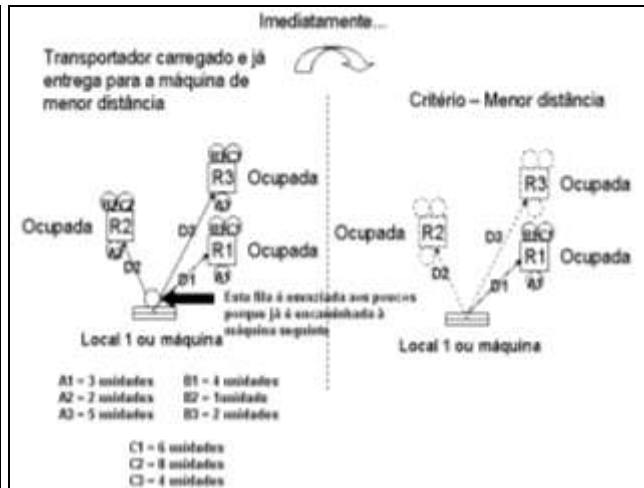 Imediatamente...
Transportador carregado e já
entrega para a máquina de
menor distância
R3 Ocupada
Ocupada R2
R1 Ocupada
D2
D3
D1
Esta fila é esvaziada aos poucos
porque já é encaminhada à
máquina seguinte
Local 1 ou máquina
A1 = 3 unidades B1 = 4 unidades
A2 = 2 unidades B2 = 1unidade
A3 = 5 unidades B3 = 2 unidades
C1 = 6 unidades
C2 = 8 unidades
C3 = 4 unidades
Critério – Menor distância
R3 Ocupada
Ocupada R2
R1 Ocupada
D2
D3
D1
Local 1 ou máquina